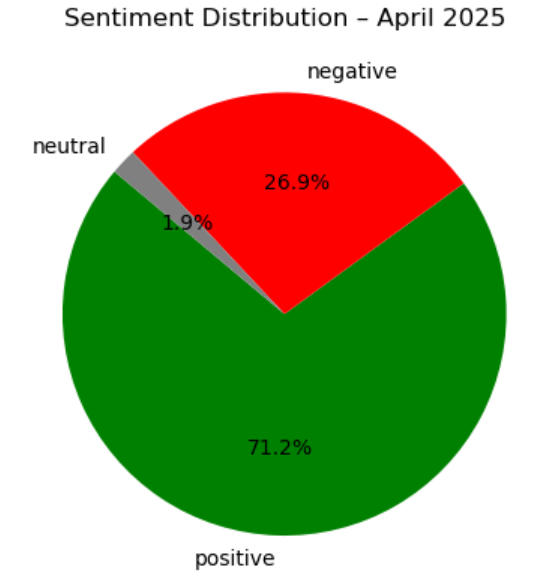 Sentiment Distribution – April 2025
negative
neutral
26.9%
1.9%
71.2%
positive